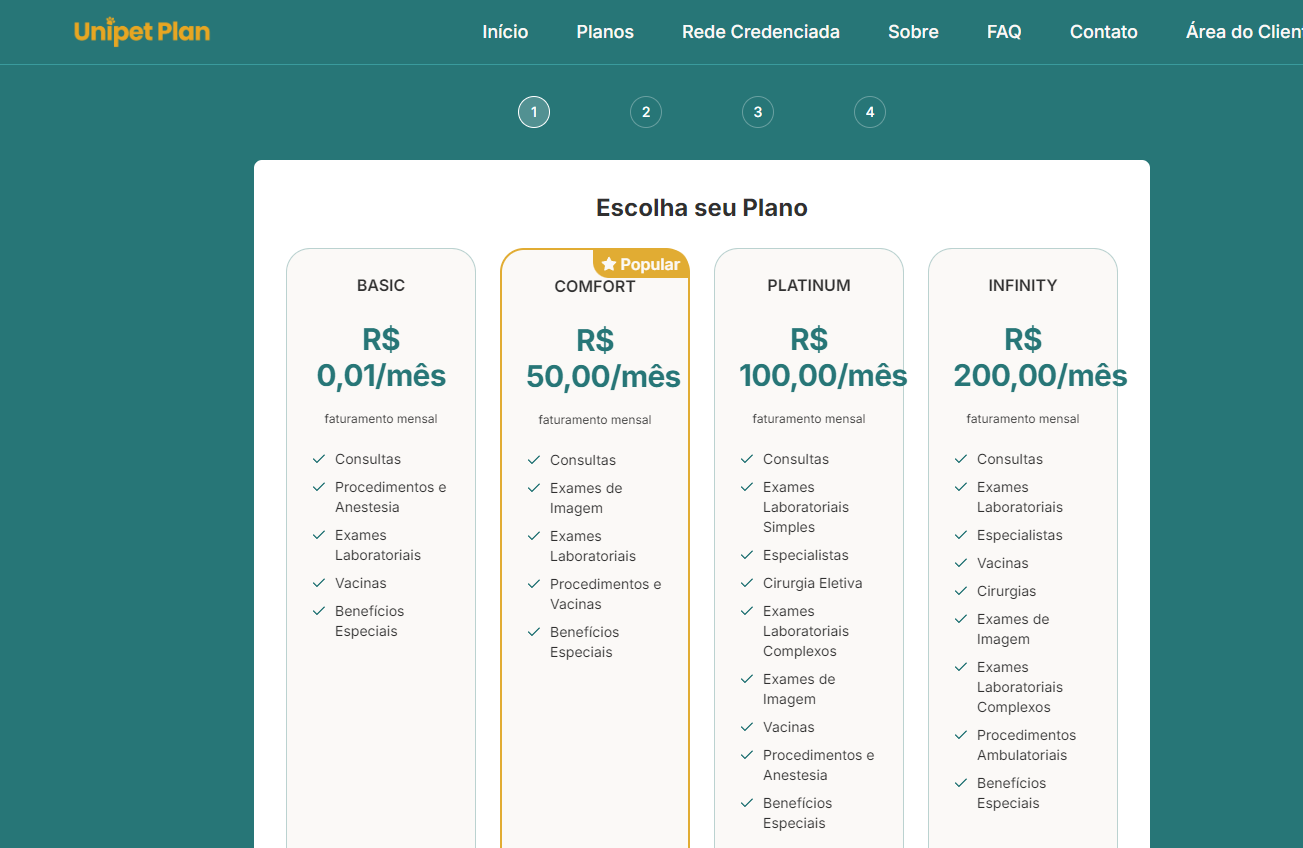 Unipet Plan
Início Planos Rede Credenciada Sobre FAQ Contato Área do Clien
1 2 3 4
Escolha seu Plano
BASIC
R$
0,01/mês
faturamento mensal
Consultas
Procedimentos e
Anestesia
Exames
Laboratoriais
Vacinas
Benefícios
Especiais
Popular
COMFORT
R$
50,00/mês
faturamento mensal
Consultas
Exames de
Imagem
Exames
Laboratoriais
Procedimentos e
Vacinas
Benefícios
Especiais
PLATINUM
R$
100,00/mês
faturamento mensal
Consultas
Exames
Laboratoriais
Simples
Especialistas
Cirurgia Eletiva
Exames
Laboratoriais
Complexos
Exames de
Imagem
Vacinas
Procedimentos e
Anestesia
Benefícios
Especiais
INFINITY
R$
200,00/mês
faturamento mensal
Consultas
Exames
Laboratoriais
Especialistas
Vacinas
Cirurgias
Exames de
Imagem
Exames
Laboratoriais
Complexos
Procedimentos
Ambulatoriais
Benefícios
Especiais